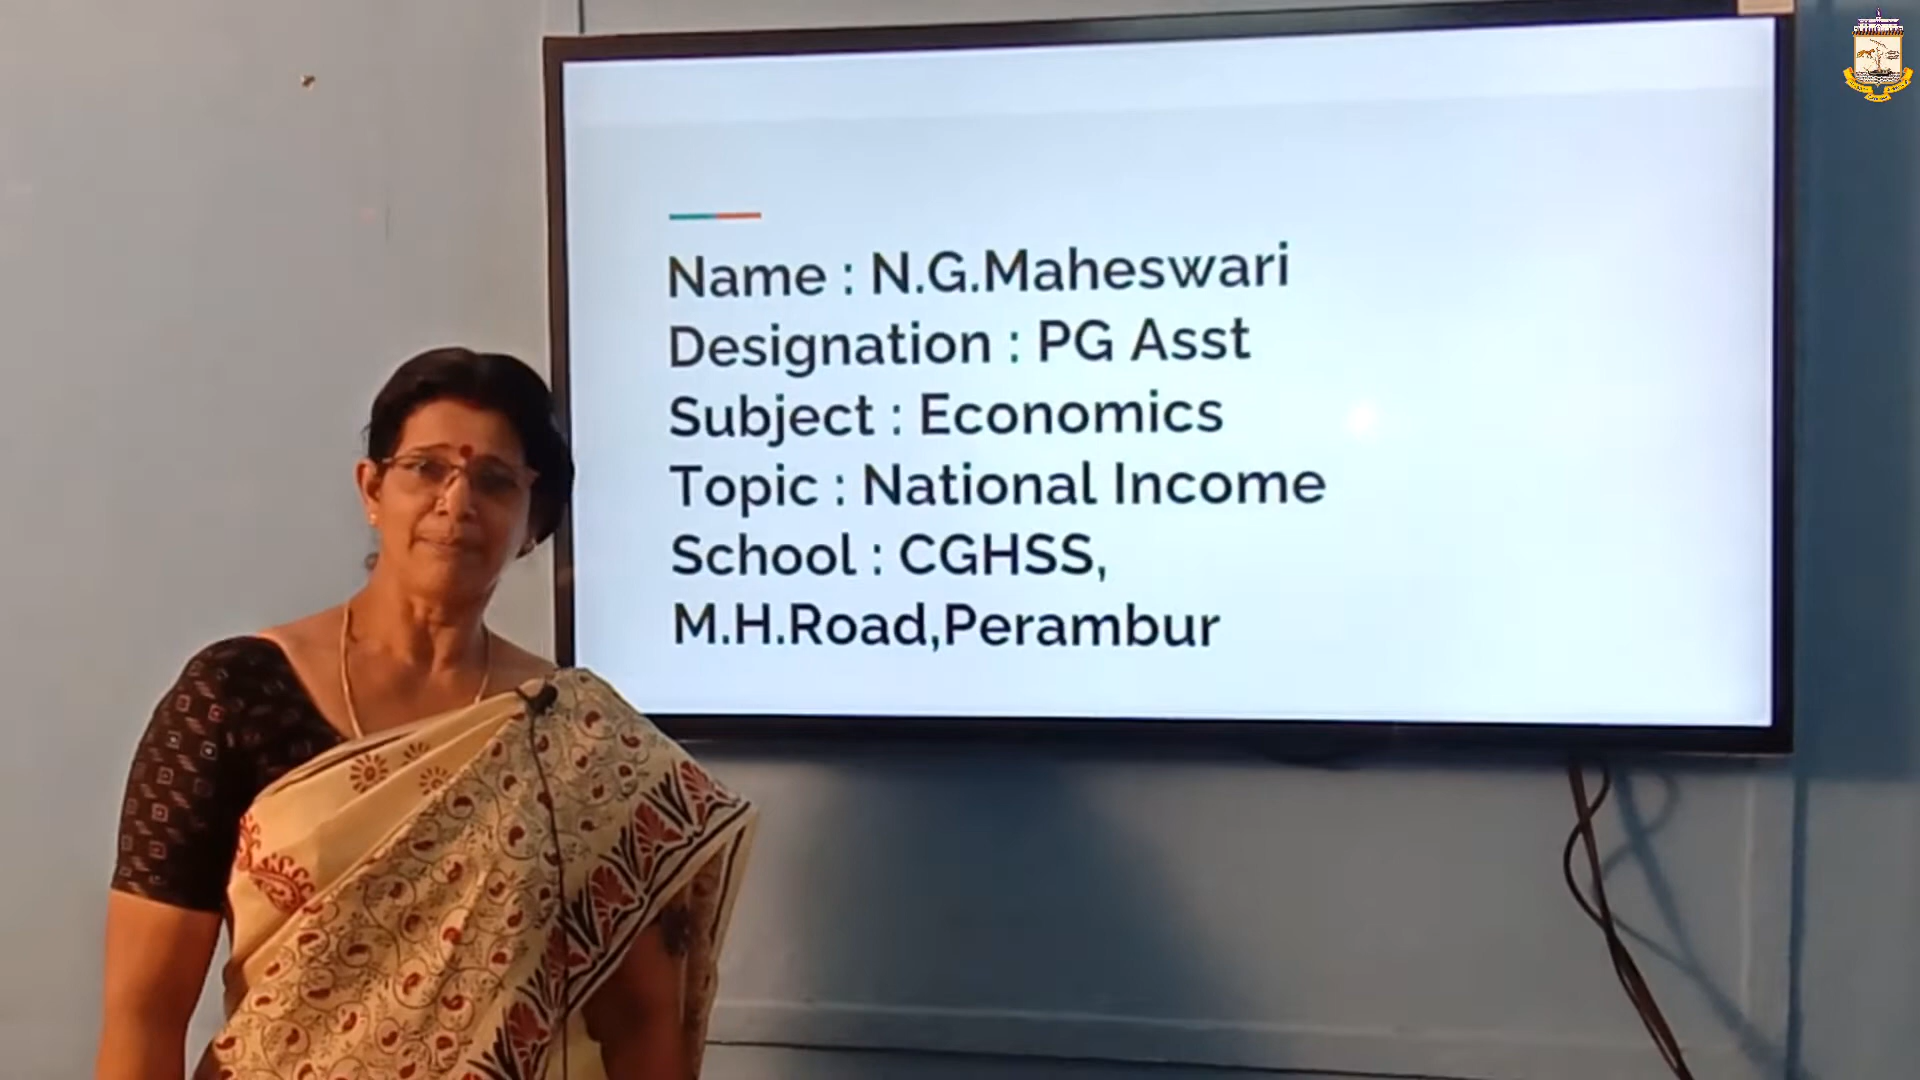 Name : N.G.Maheswari
Designation : PG Asst
Subject : Economics
Topic : National Income
School : CGHSS,
M.H.Road,Perambur